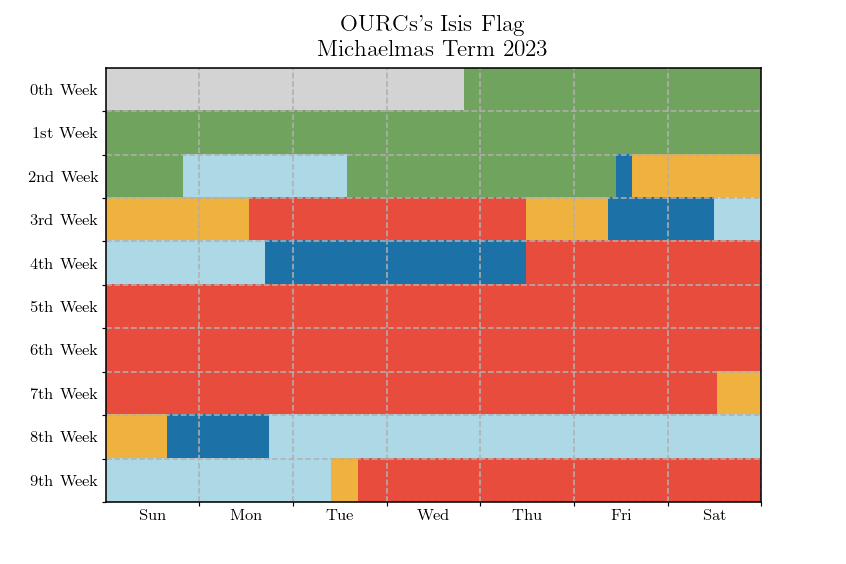 OURCs's Isis Flag
Michaelmas Term 2023
0th Week
1st Week
2nd Week
3rd Week
4th Week
5th Week
6th Week
7th Week
8th Week
9th Week
Sun Mon Tue Wed Thu Fri Sat